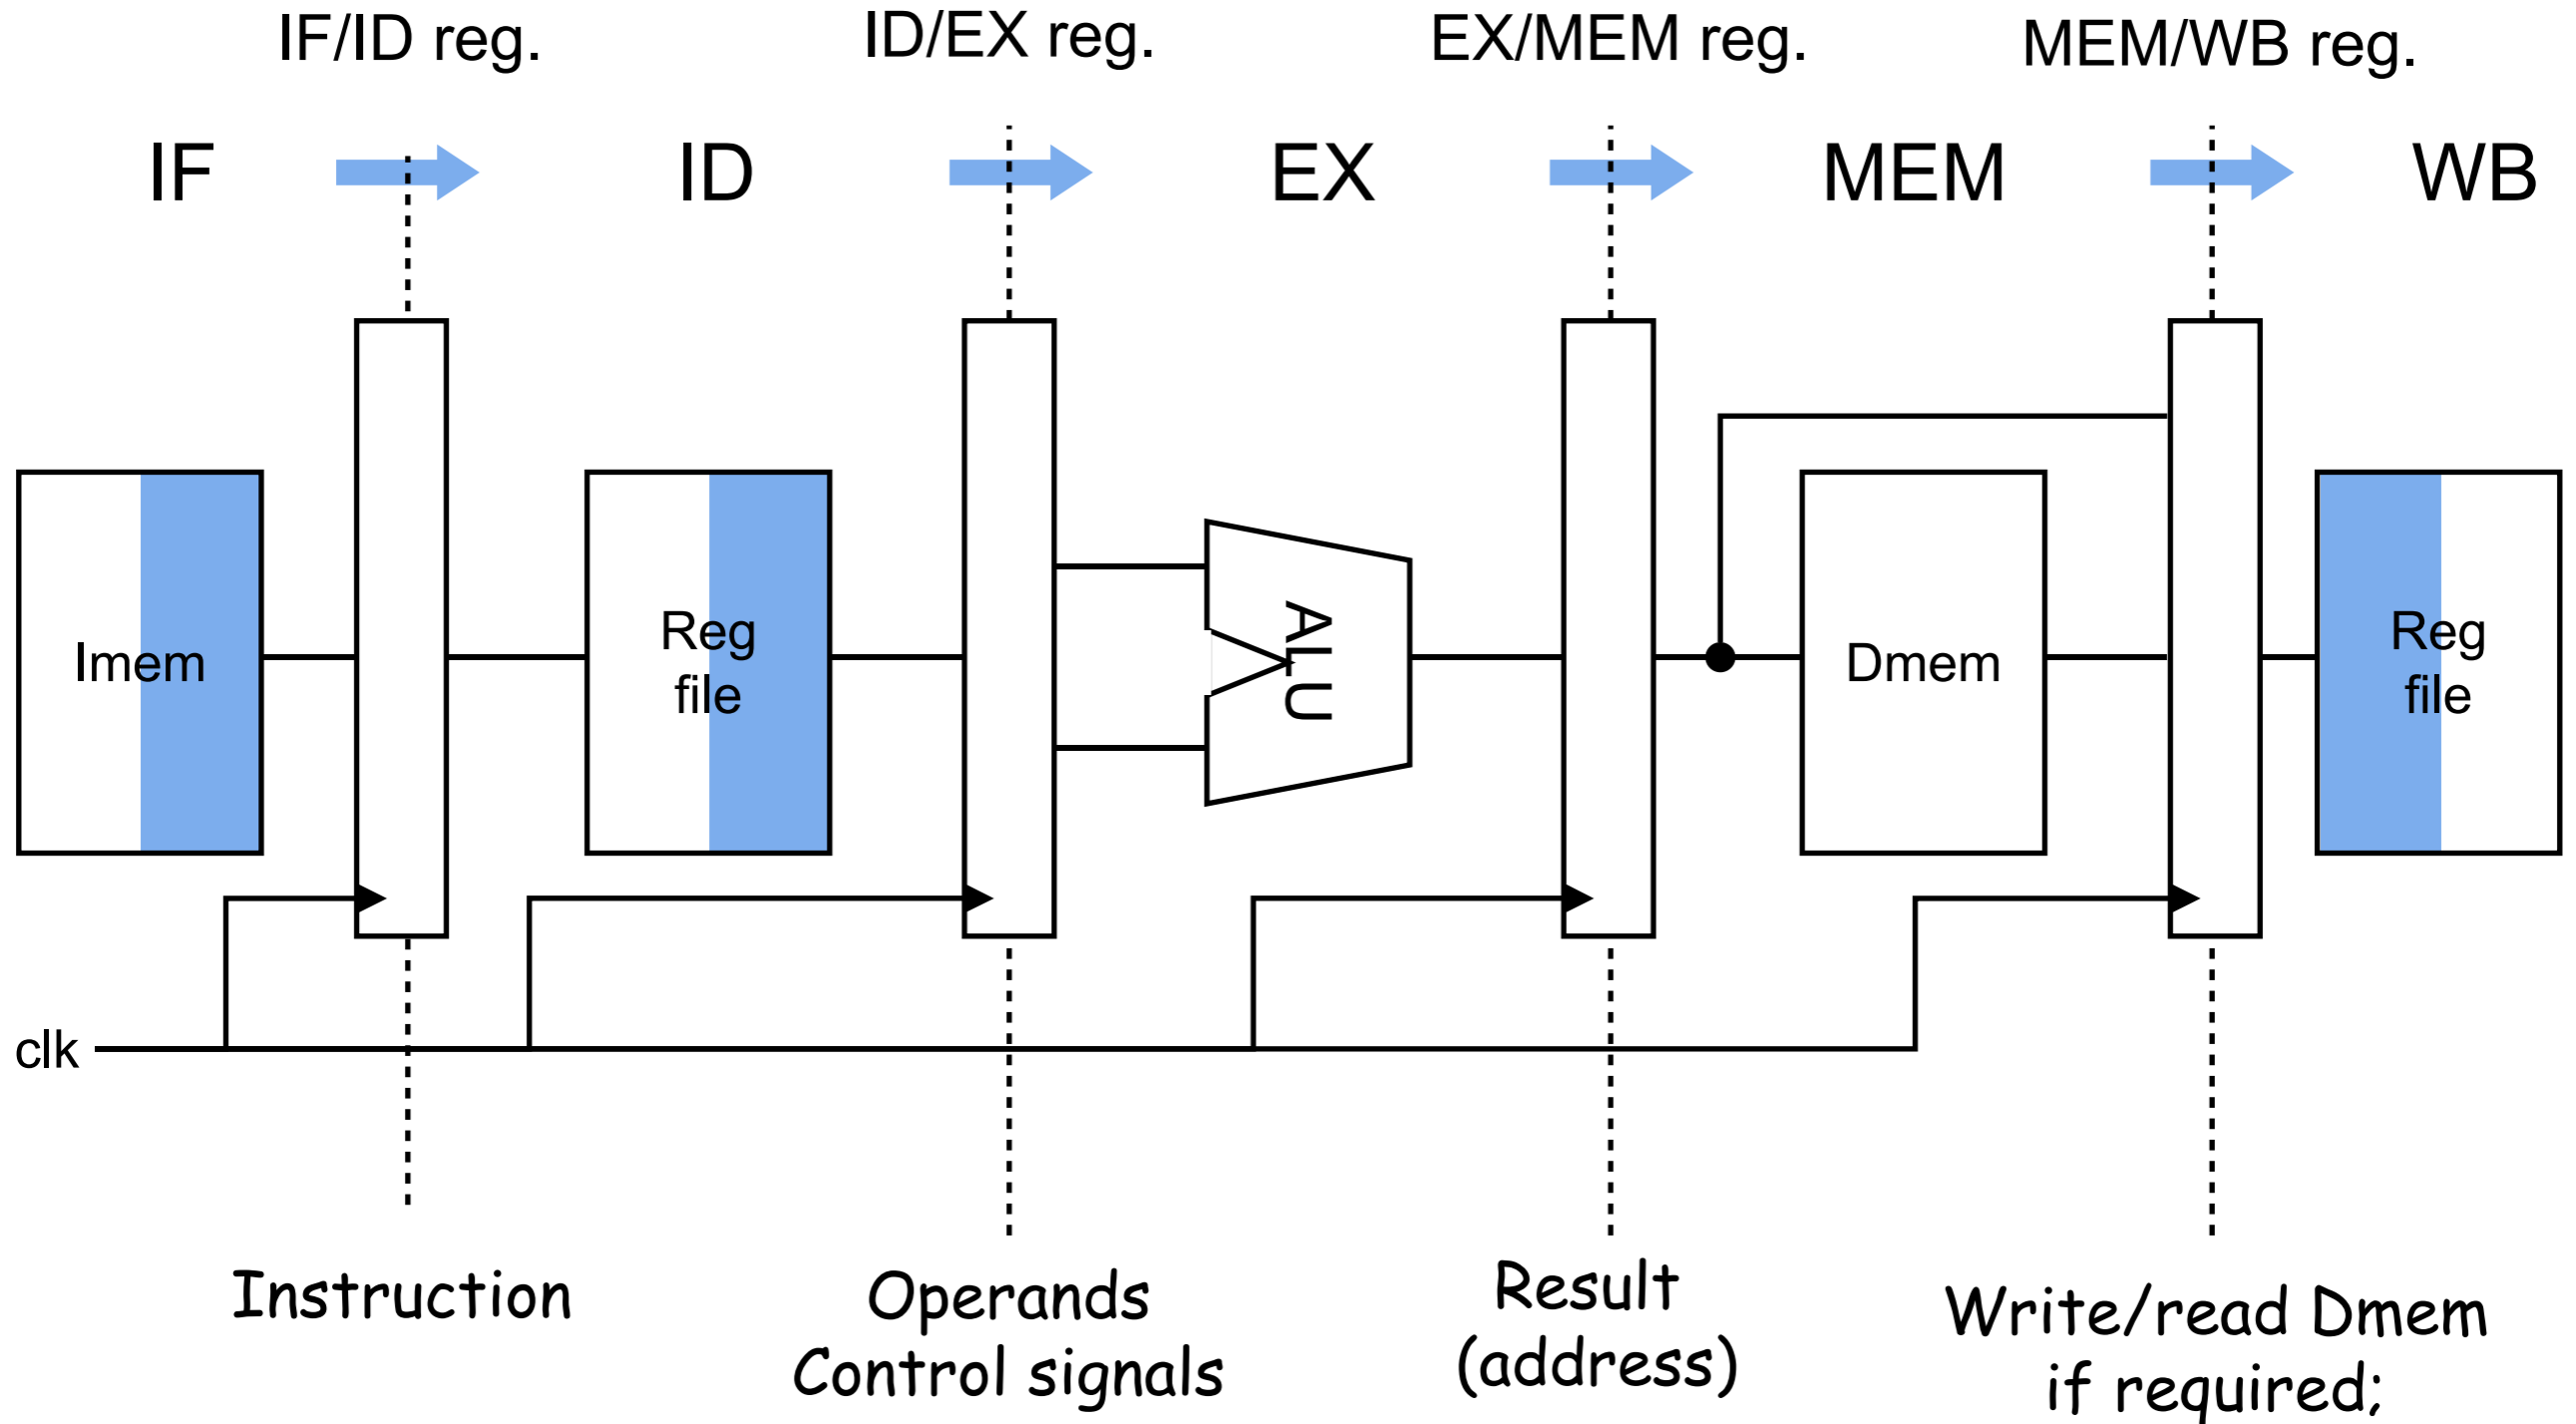 IF/ID reg.
ID/EX reg.
EX/MEM reg.
MEM/WB reg.
IF
ID
EX
MEM
WB
Imem
Reg
file
ALU
Dmem
Reg
file
clk
Instruction
Operands
Control signals
Result
(address)
Write/read Dmem
if required;